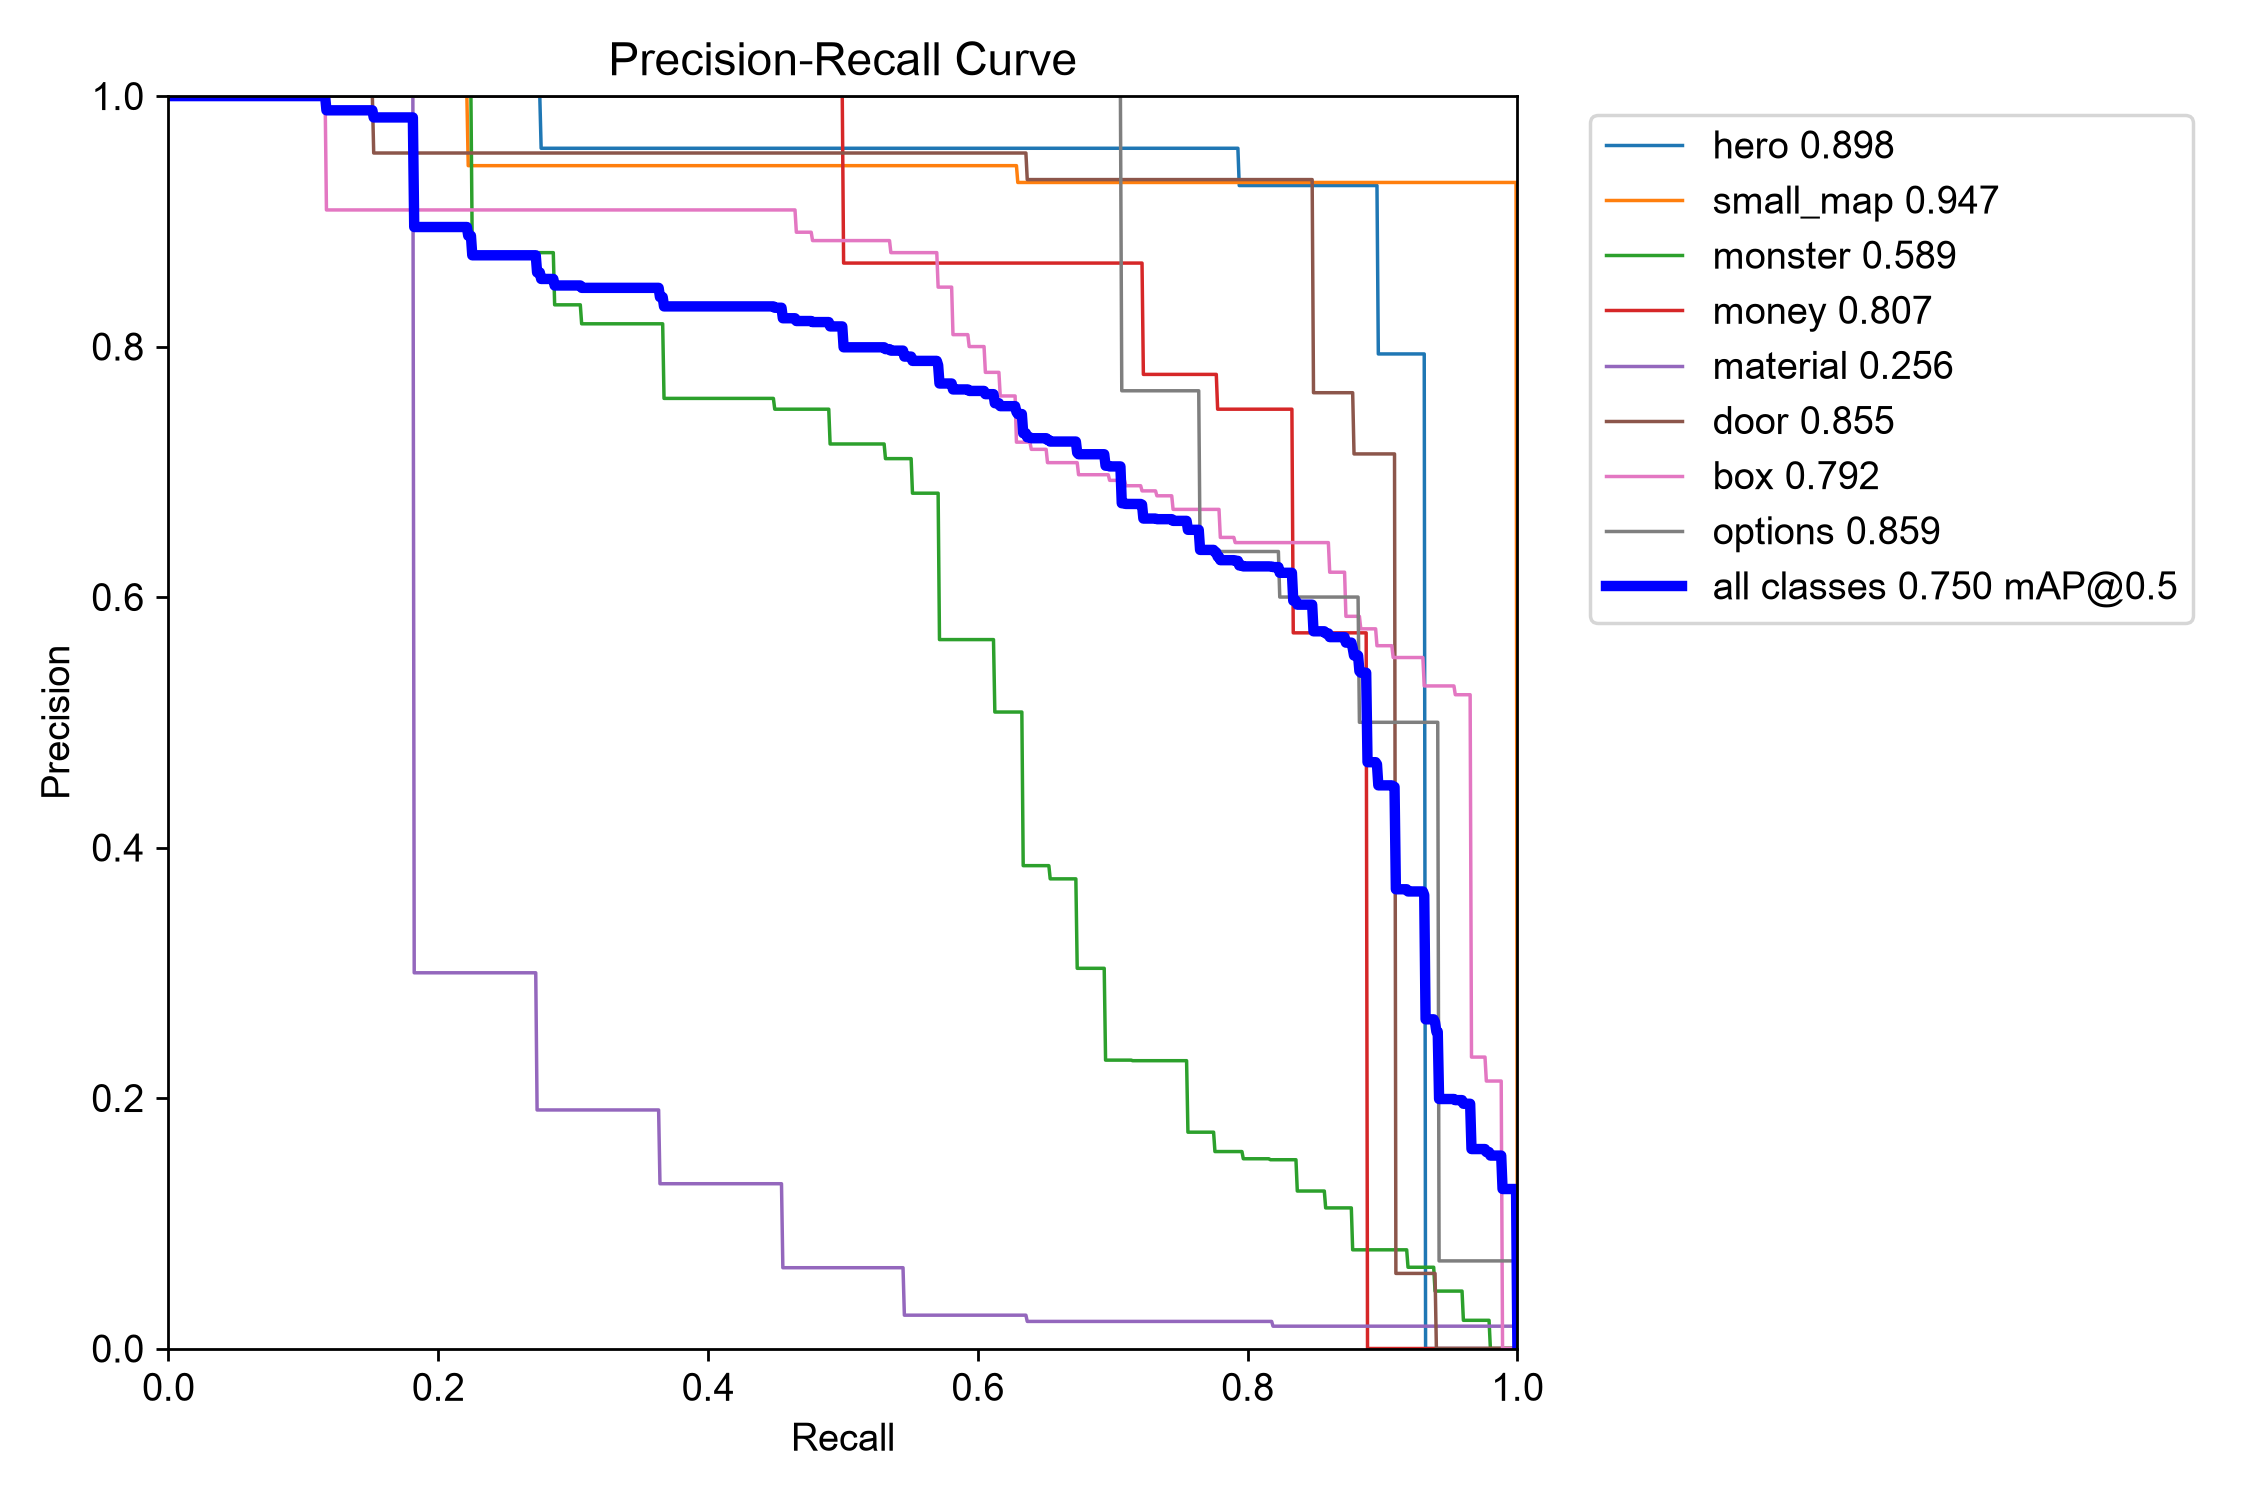 Precision-Recall Curve
1.0
0.8
0.6
0.4
0.2
0.0
Precision
0.0 0.2 0.4 0.6 0.8 1.0
Recall
hero 0.898
small_map 0.947
monster 0.589
money 0.807
material 0.256
door 0.855
box 0.792
options 0.859
all classes 0.750 mAP@0.5